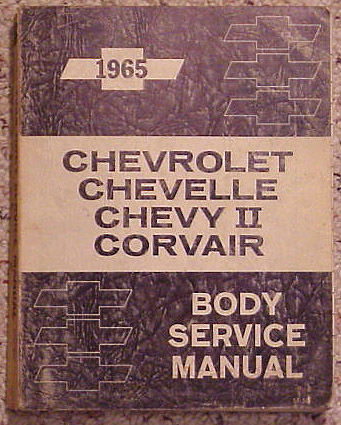 1965
CHEVROLET
CHEVELLE
CHEVY II
CORVAIR
BODY
SERVICE
MANUAL